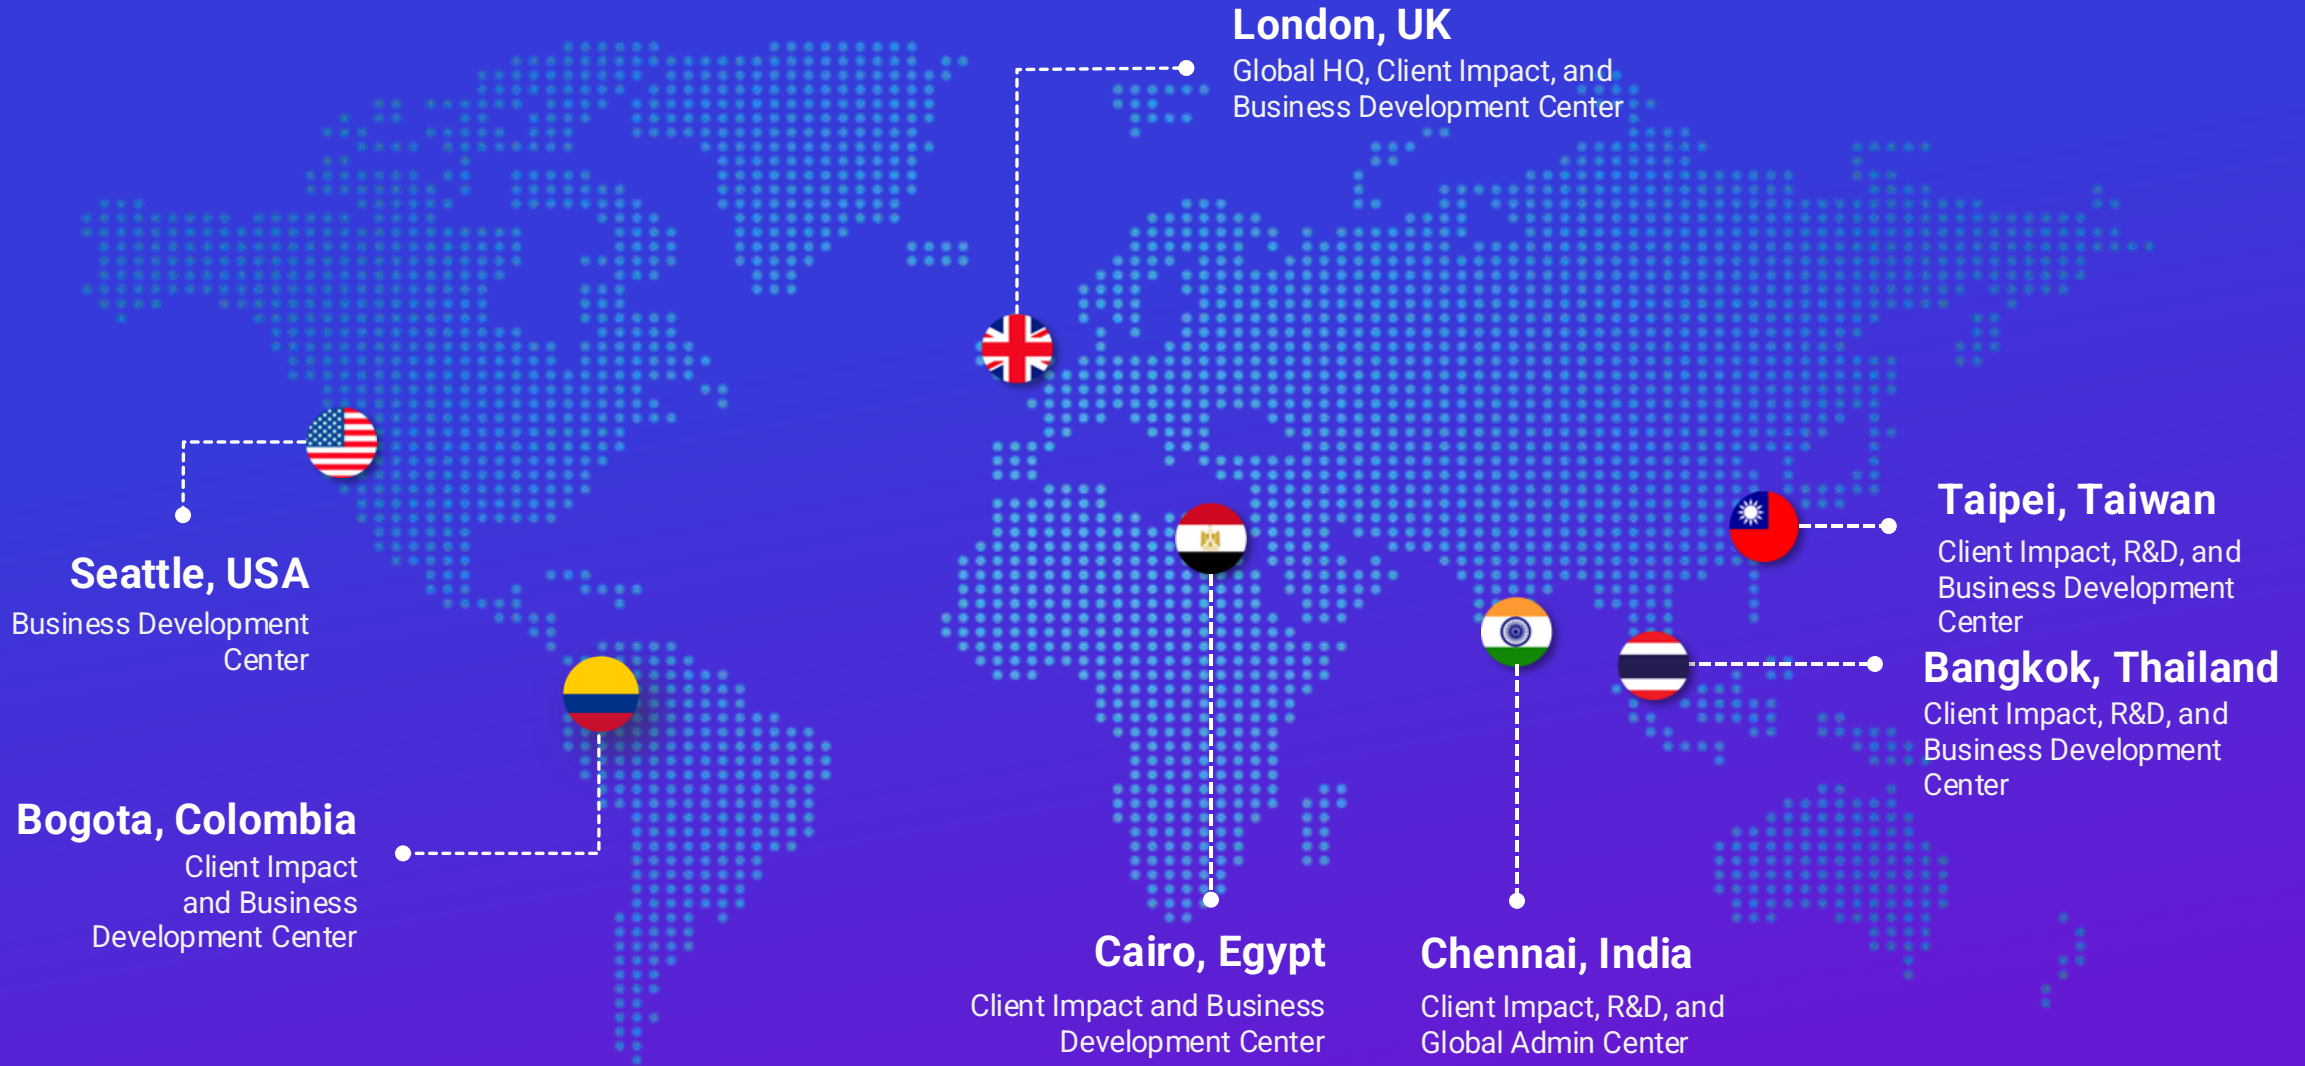 London, UK
Global HQ, Client Impact, and
Business Development Center
Seattle, USA
Business Development
Center
Taipei, Taiwan
Client Impact, R&D, and
Business Development
Center
Bangkok, Thailand
Client Impact, R&D, and
Business Development
Center
Bogota, Colombia
Client Impact
and Business
Development Center
Cairo, Egypt
Client Impact and Business
Development Center
Chennai, India
Client Impact, R&D, and
Global Admin Center